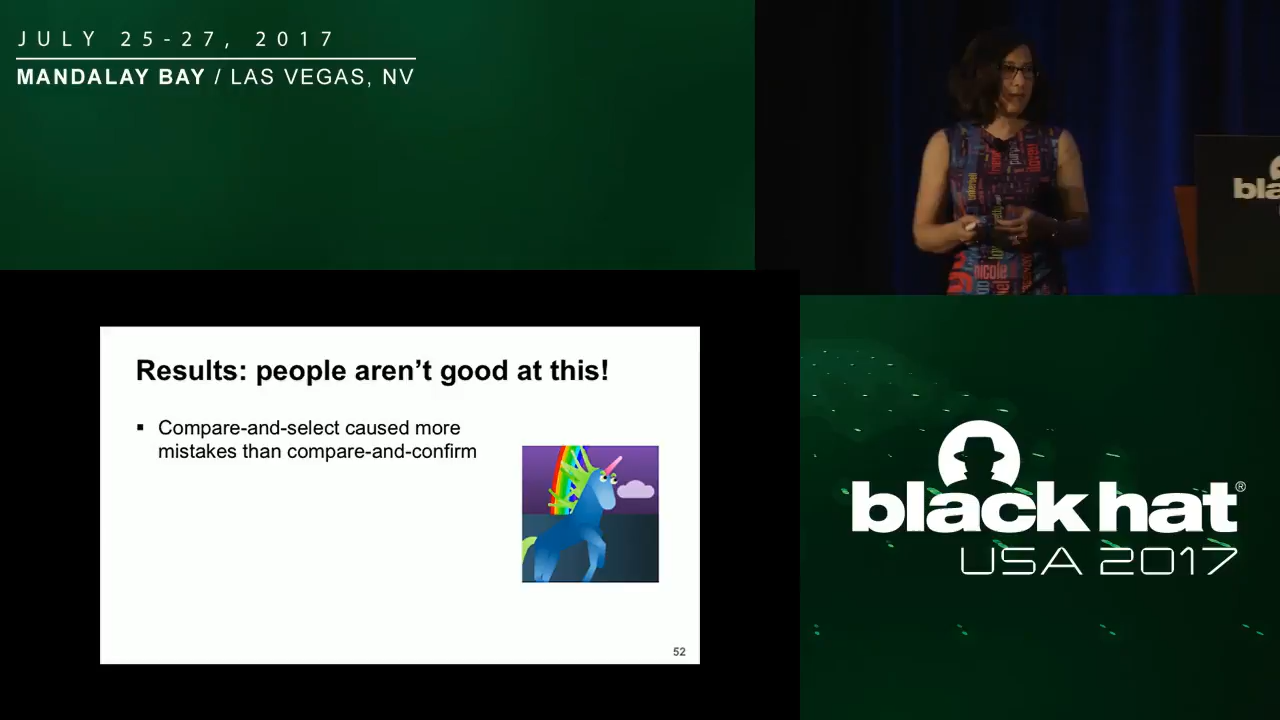 JULY 25-27, 2017
MANDALAY BAY / LAS VEGAS, NV
nicole
bla
Results: people aren't good at this!
▪ Compare-and-select caused more
mistakes than compare-and-confirm
52
black hat®
USA 2017